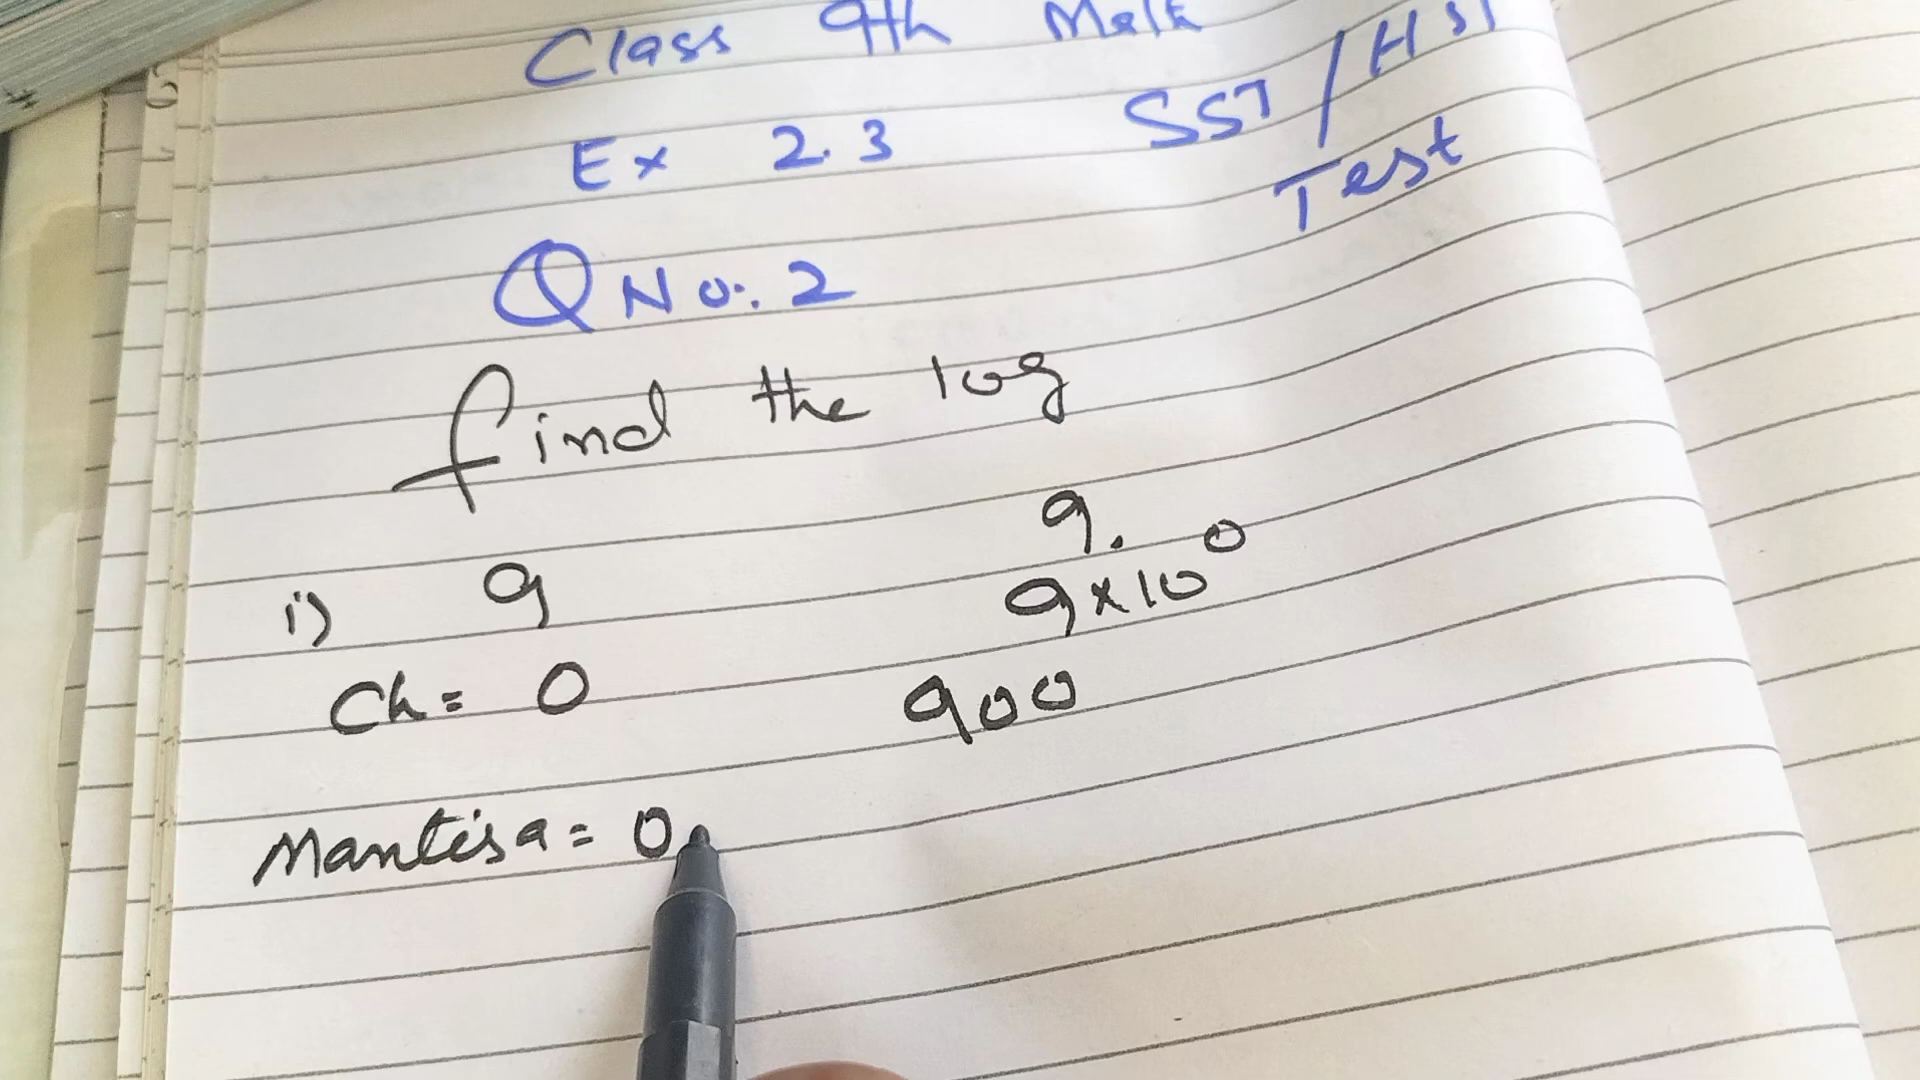 Class 9th Math
Ex 2.3 SST/HST
Test
Q No:. 2
find the log
i) 9 9.
9×10⁰
Ch = 0 900
Mantisa = 0.